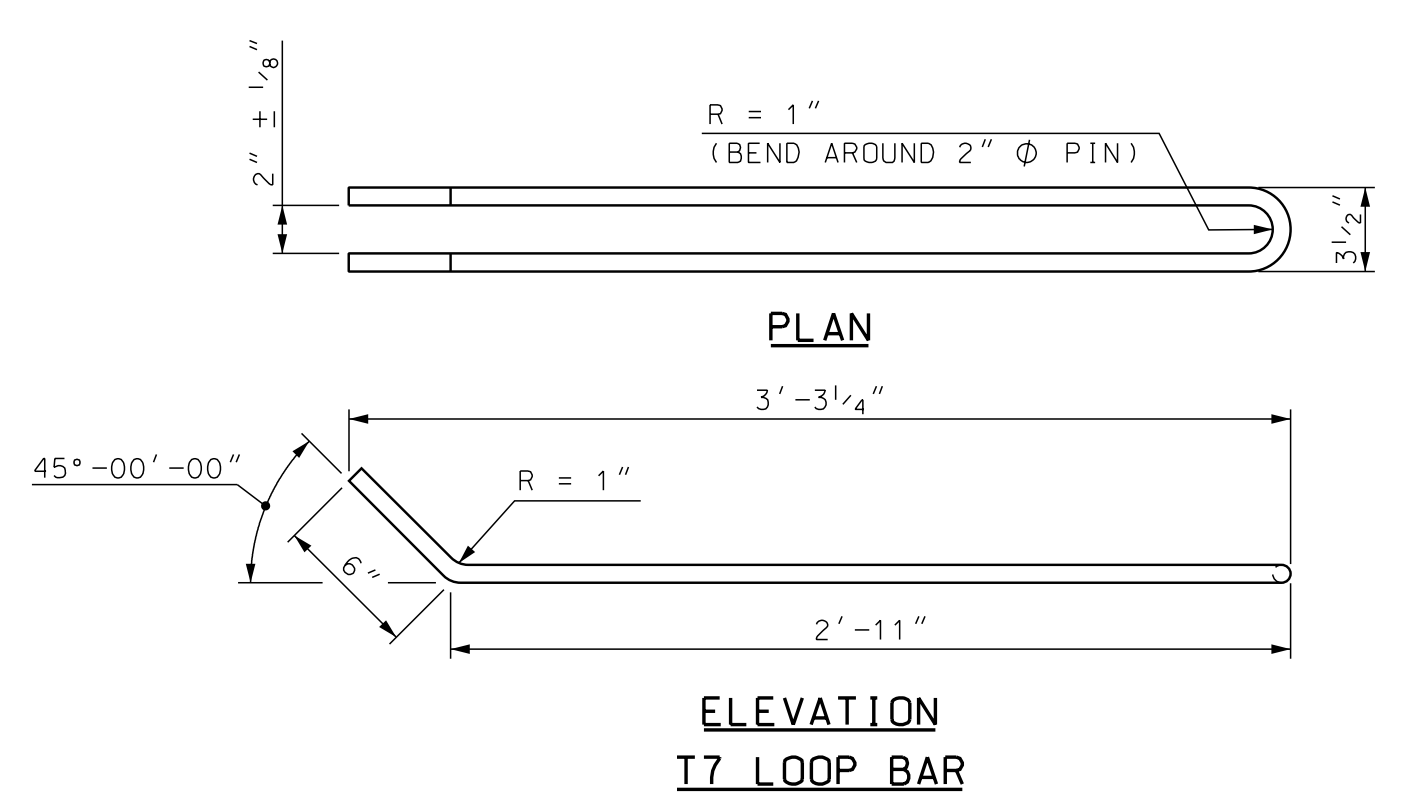 2" ± 1/8"
R = 1"
(BEND AROUND 2" Ø PIN)
3 1/2"
PLAN
3'-3 1/4"
45°-00'-00"
R = 1"
6"
2'-11"
ELEVATION
T7 LOOP BAR